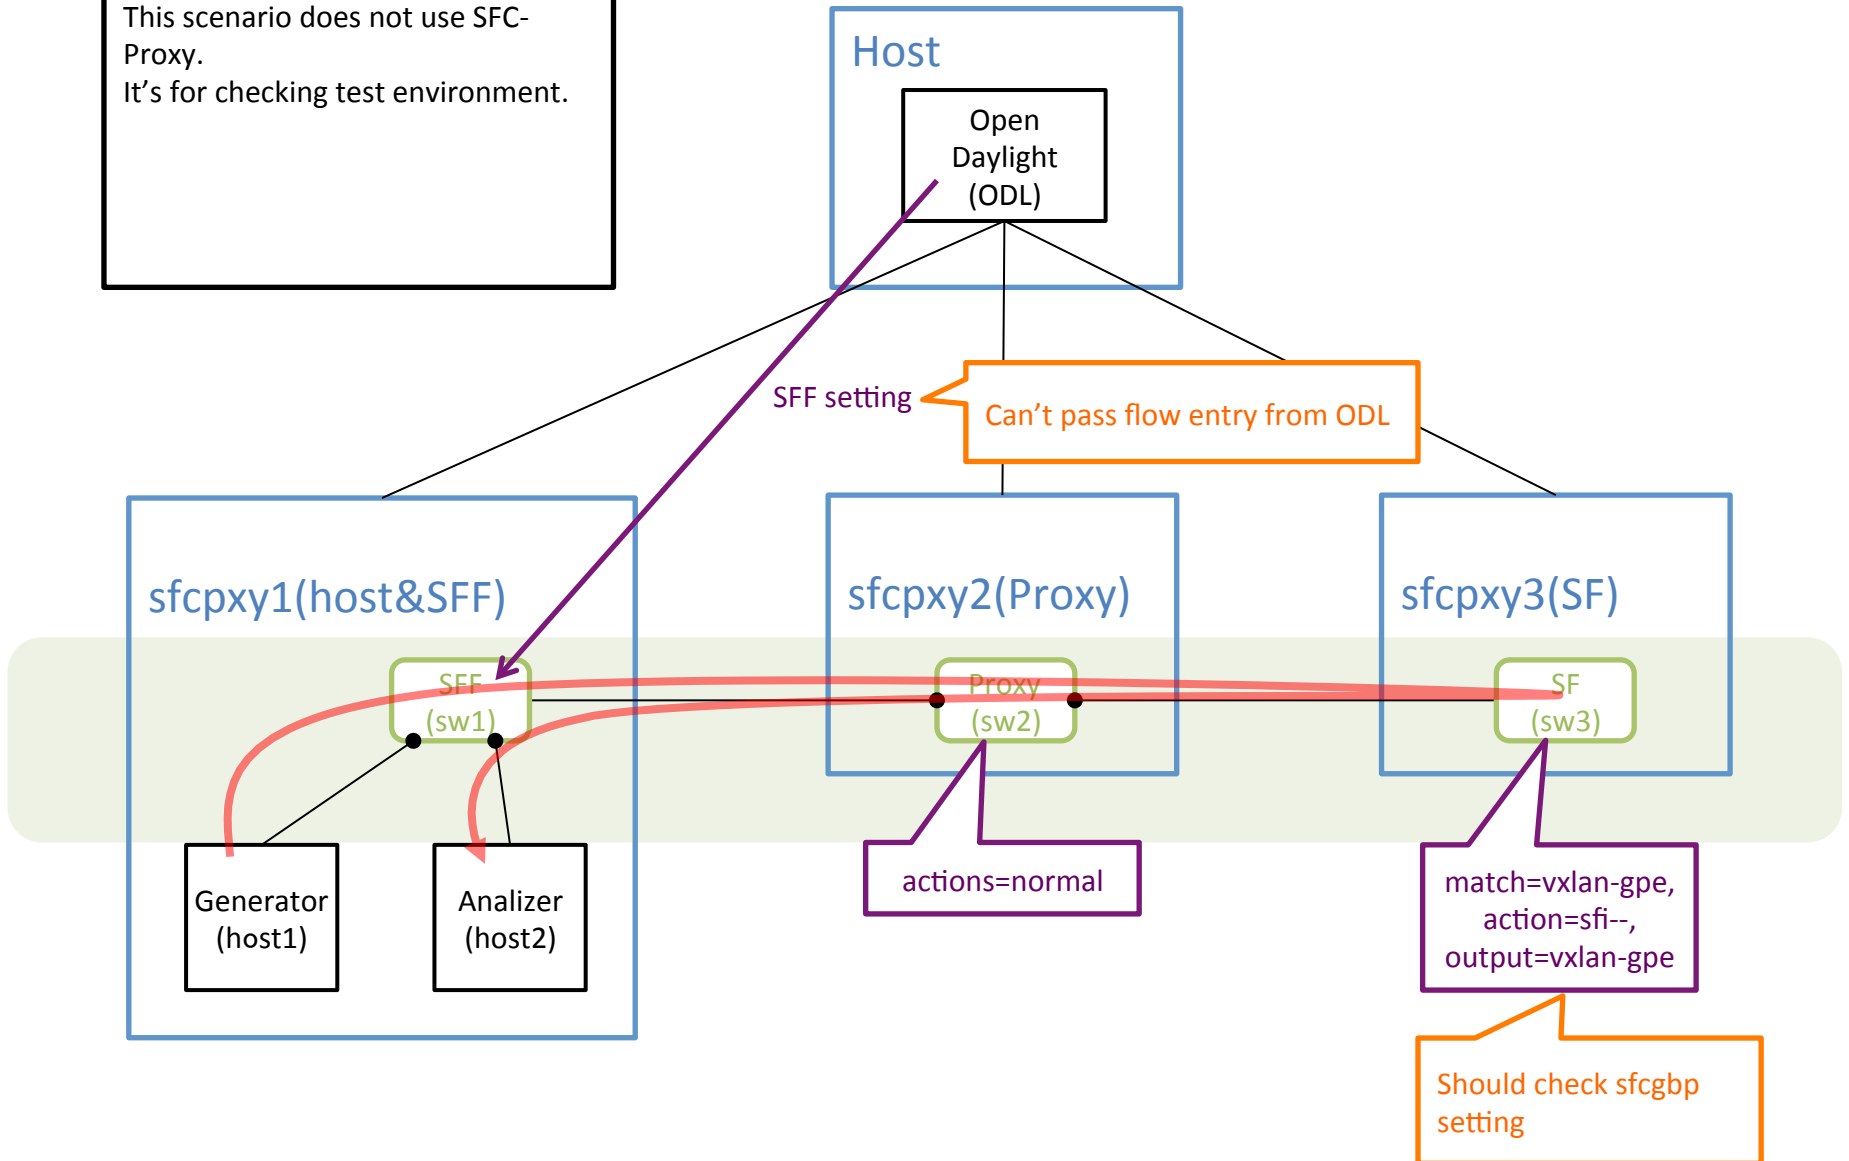 This scenario does not use SFC-
Proxy.
It's for checking test environment.
Host
Open
Daylight
(ODL)
SFF setting
Can't pass flow entry from ODL
sfcpxy1(host&SFF)
sfcpxy2(Proxy)
sfcpxy3(SF)
SFF
(sw1)
Proxy
(sw2)
SF
(sw3)
Generator
(host1)
Analizer
(host2)
actions=normal
match=vxlan-gpe,
action=sfi--,
output=vxlan-gpe
Should check sfcgbp
setting